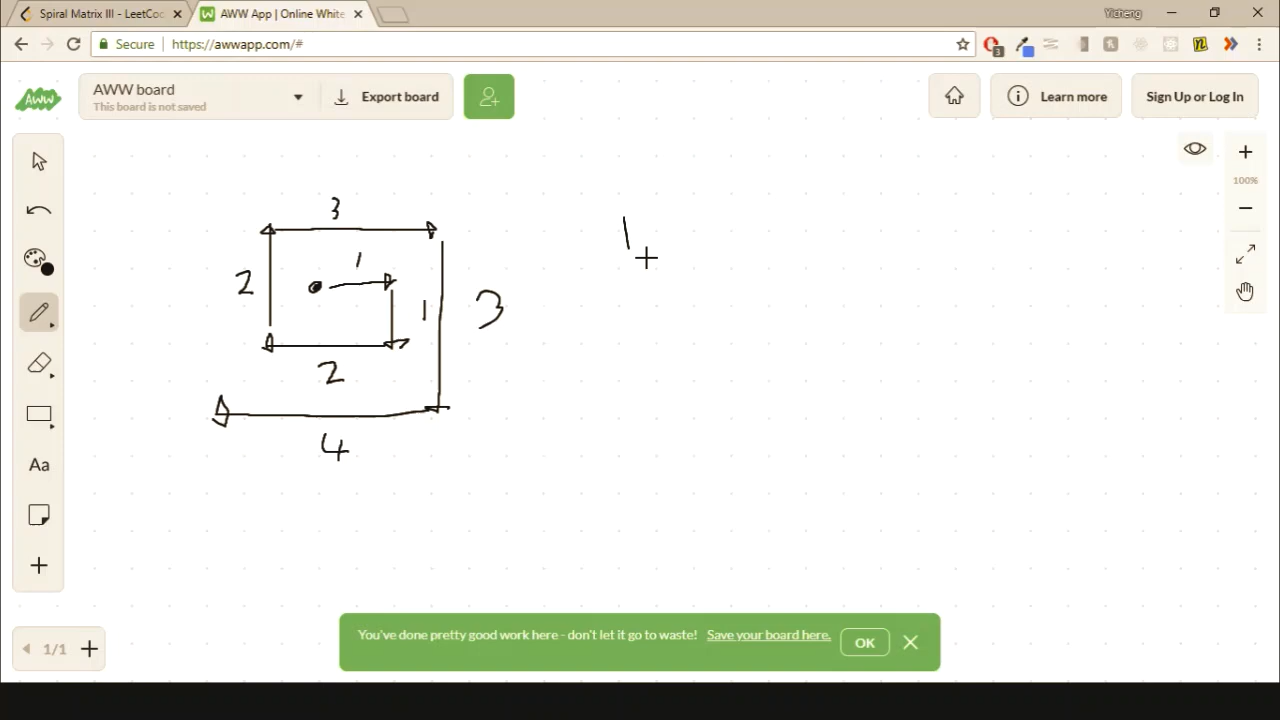 Spiral Matrix III - LeetCo
AWW App | Online White
Yicheng
Secure
https://awwapp.com/#
3
n
AWW
AWW board
This board is not saved
Export board
Learn more
Sign Up or Log In
100%
3
1
2
1
3
2
4
1
Aa
You've done pretty good work here - don't let it go to waste! Save your board here. OK
1/1